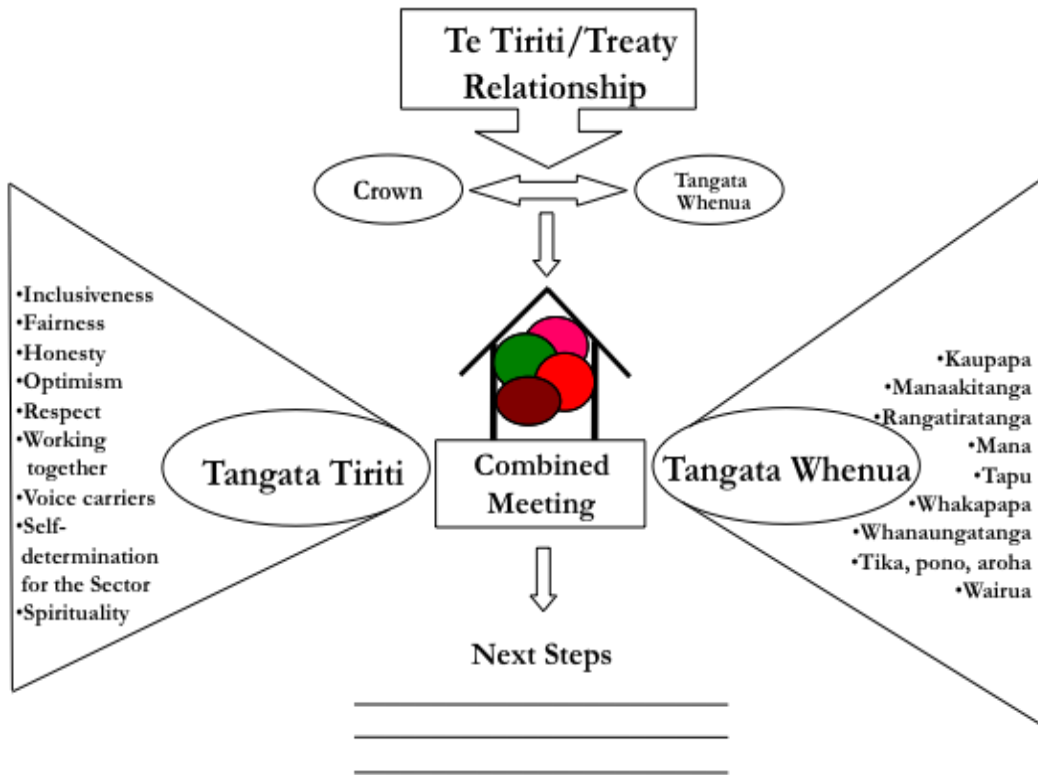 Te Tiriti/Treaty
Relationship
Crown
Tangata
Whenua
•Inclusiveness
•Fairness
•Honesty
•Optimism
•Respect
•Working
together
•Voice carriers
•Self-
determination
for the Sector
•Spirituality
Tangata Tiriti
Combined
Meeting
Tangata Whenua
•Kaupapa
•Manaakitanga
•Rangatiratanga
•Mana
•Tapu
•Whakapapa
•Whanaungatanga
•Tika, pono, aroha
•Wairua
Next Steps